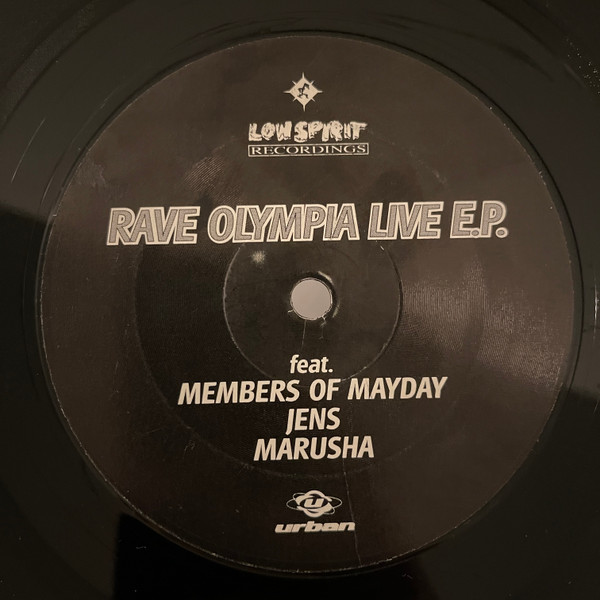 LOW SPIRIT
RECORDINGS
RAVE OLYMPIA LIVE E.P.
feat.
MEMBERS OF MAYDAY
JENS
MARUSHA
u
urban